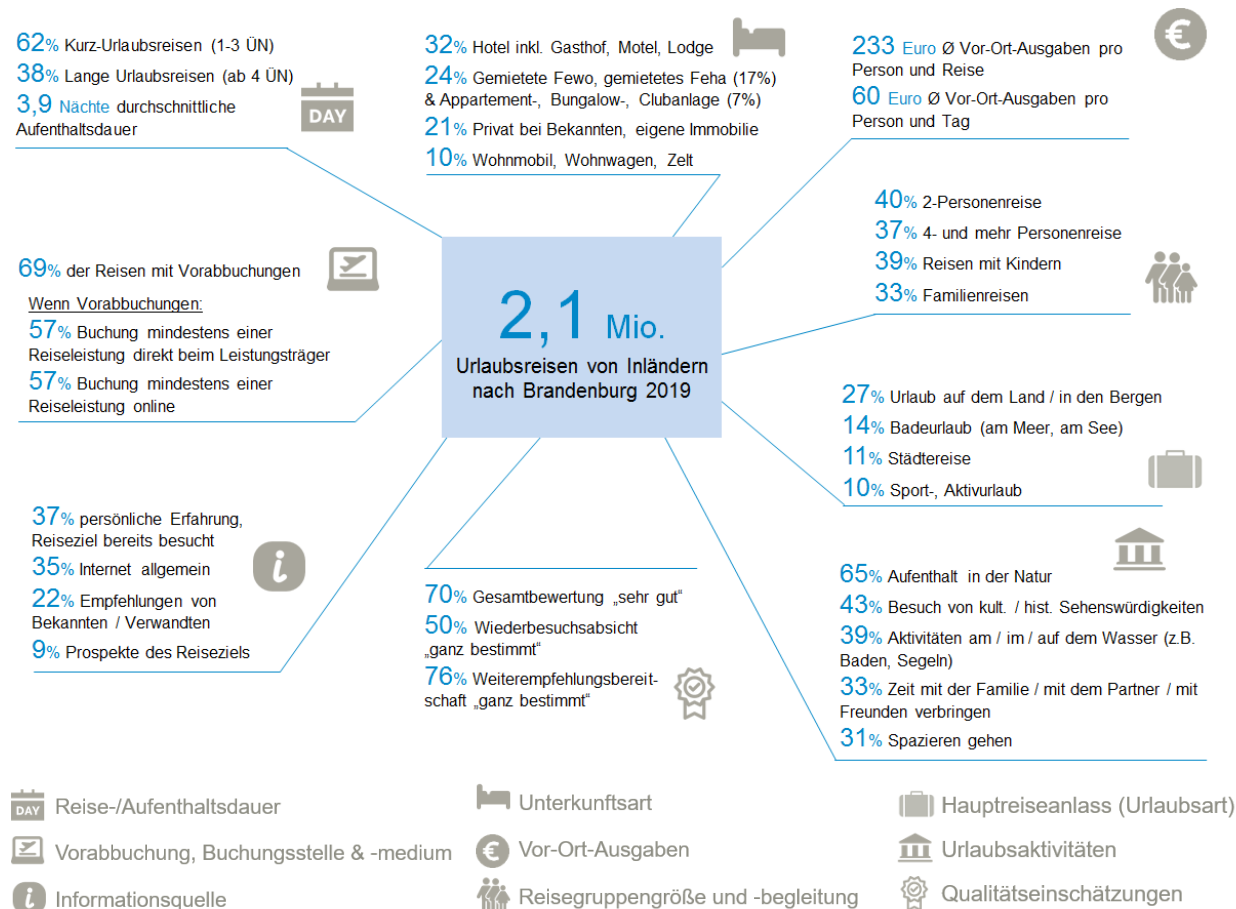 62% Kurz-Urlaubsreisen (1-3 ÜN)
38% Lange Urlaubsreisen (ab 4 ÜN)
3,9 Nächte durchschnittliche
Aufenthaltsdauer
DAY
32% Hotel inkl. Gasthof, Motel, Lodge
24% Gemietete Fewo, gemietetes Feha (17%)
& Appartement-, Bungalow-, Clubanlage (7%)
21% Privat bei Bekannten, eigene Immobilie
10% Wohnmobil, Wohnwagen, Zelt
233 Euro Ø Vor-Ort-Ausgaben pro
Person und Reise
60 Euro Ø Vor-Ort-Ausgaben pro
Person und Tag
€
69% der Reisen mit Vorabbuchungen
Wenn Vorabbuchungen:
57% Buchung mindestens einer
Reiseleistung direkt beim Leistungsträger
57% Buchung mindestens einer
Reiseleistung online
2,1 Mio.
Urlaubsreisen von Inländern
nach Brandenburg 2019
40% 2-Personenreise
37% 4- und mehr Personenreise
39% Reisen mit Kindern
33% Familienreisen
27% Urlaub auf dem Land / in den Bergen
14% Badeurlaub (am Meer, am See)
11% Städtereise
10% Sport-, Aktivurlaub
37% persönliche Erfahrung,
Reiseziel bereits besucht
35% Internet allgemein
22% Empfehlungen von
Bekannten / Verwandten
9% Prospekte des Reiseziels
i
70% Gesamtbewertung „sehr gut“
50% Wiederbesuchsabsicht
„ganz bestimmt“
76% Weiterempfehlungsbereit-
schaft „ganz bestimmt“
65% Aufenthalt in der Natur
43% Besuch von kult. / hist. Sehenswürdigkeiten
39% Aktivitäten am / im / auf dem Wasser (z.B.
Baden, Segeln)
33% Zeit mit der Familie / mit dem Partner / mit
Freunden verbringen
31% Spazieren gehen
DAY Reise-/Aufenthaltsdauer
Unterkunftsart
Hauptreiseanlass (Urlaubsart)
Vorabbuchung, Buchungsstelle & -medium
€ Vor-Ort-Ausgaben
Urlaubsaktivitäten
i Informationsquelle
Reisegruppengröße und -begleitung
Qualitätseinschätzungen